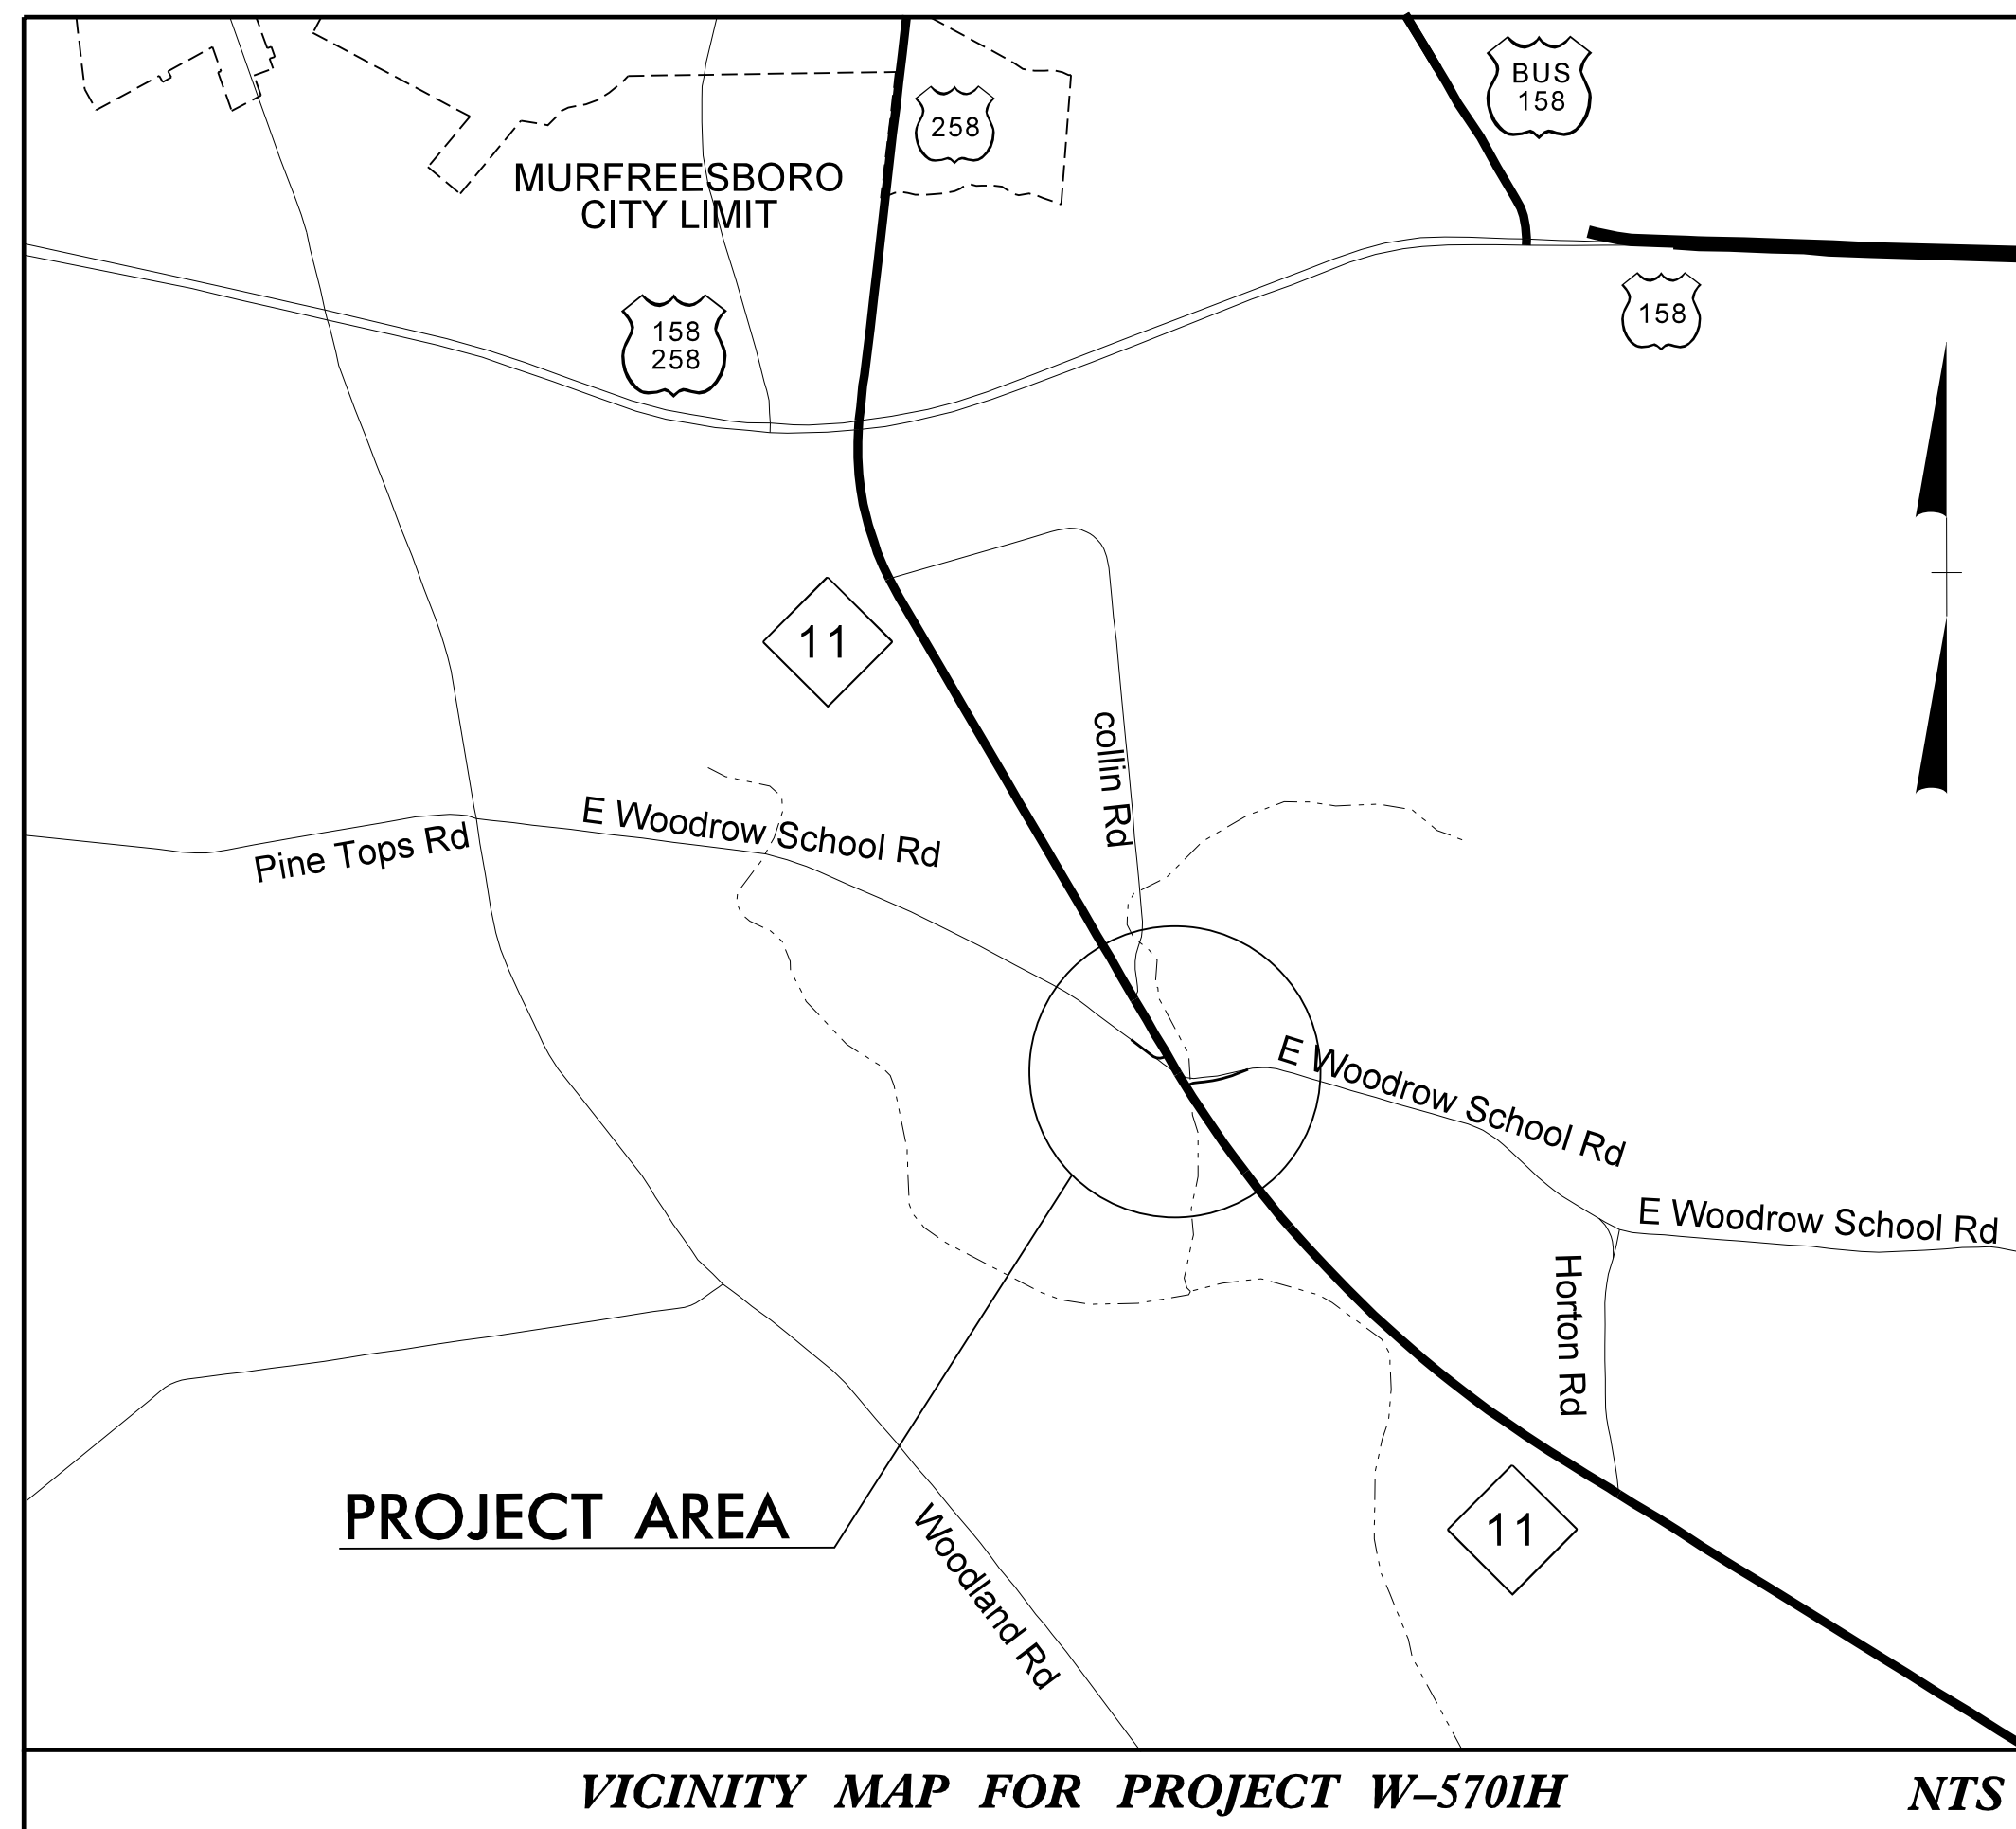 BUS
158
258
MURFREESBORO
CITY LIMIT
158
158
258
11
collin Rd
E Woodrow School Rd
Pine Tops Rd
E Woodrow School Rd
E Woodrow School Rd
Horton Rd
PROJECT AREA
11
Woodland Rd
VICINITY MAP FOR PROJECT W–5701H
NTS